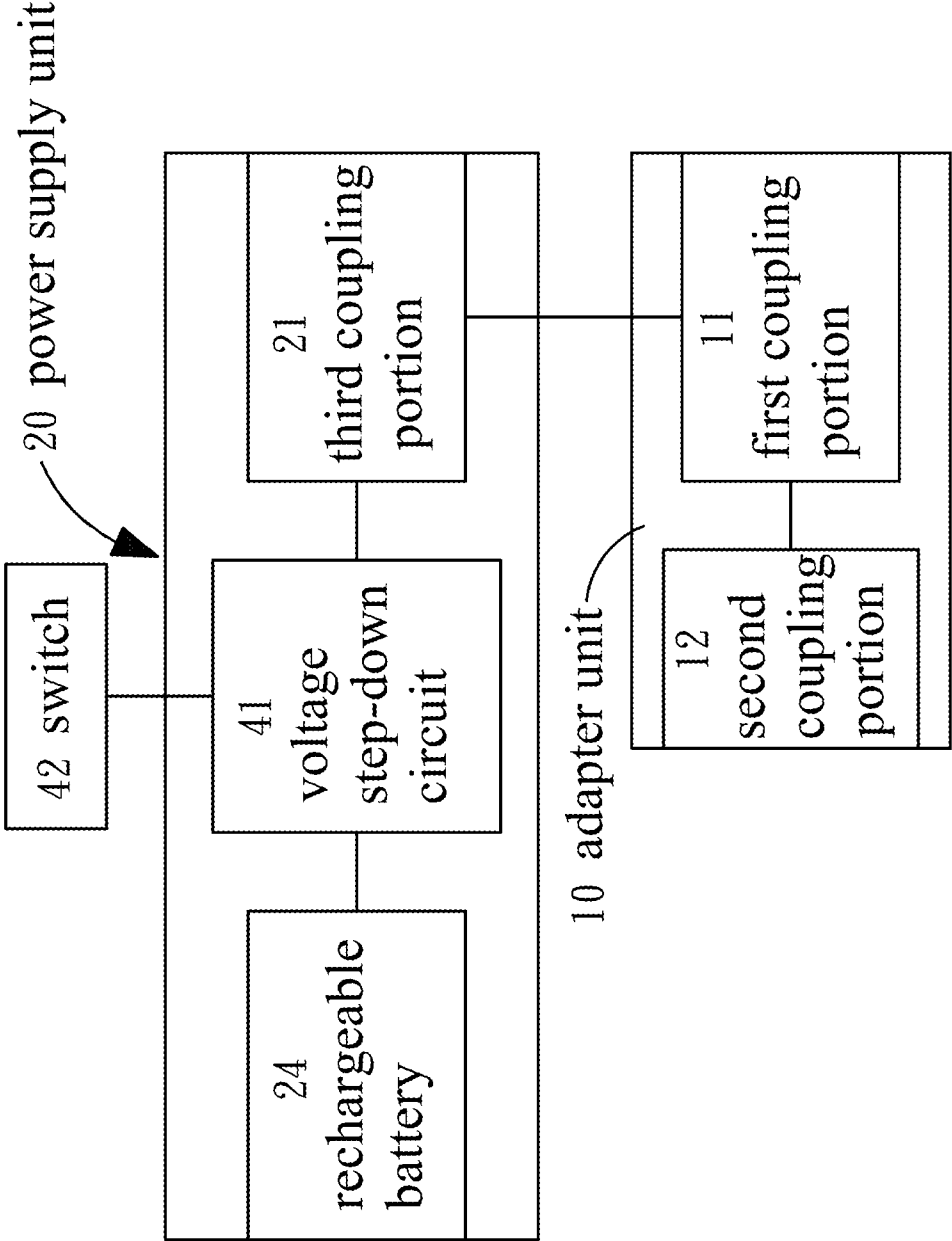 20 power supply unit
42 switch
24
rechargeable
battery
41
voltage
step-down
circuit
21
third coupling
portion
10 adapter unit
12
second
coupling
portion
11
first coupling
portion